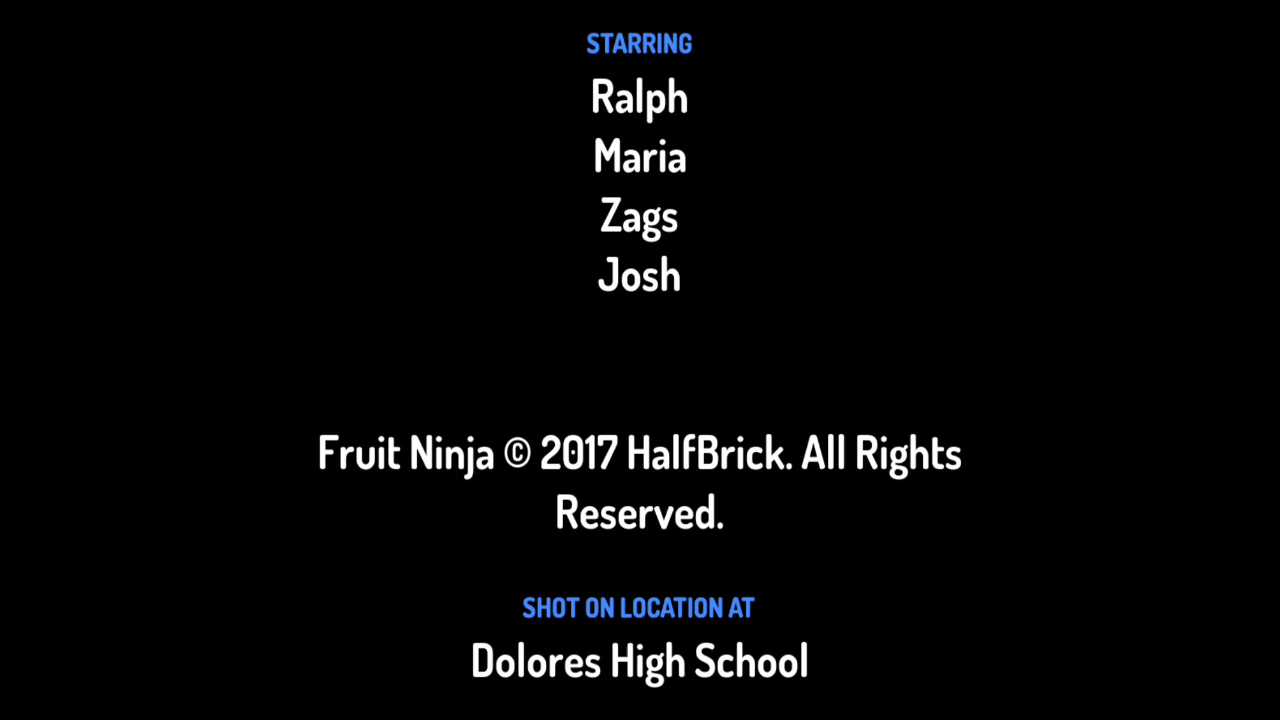 STARRING
Ralph
Maria
Zags
Josh
Fruit Ninja © 2017 HalfBrick. All Rights
Reserved.
SHOT ON LOCATION AT
Dolores High School